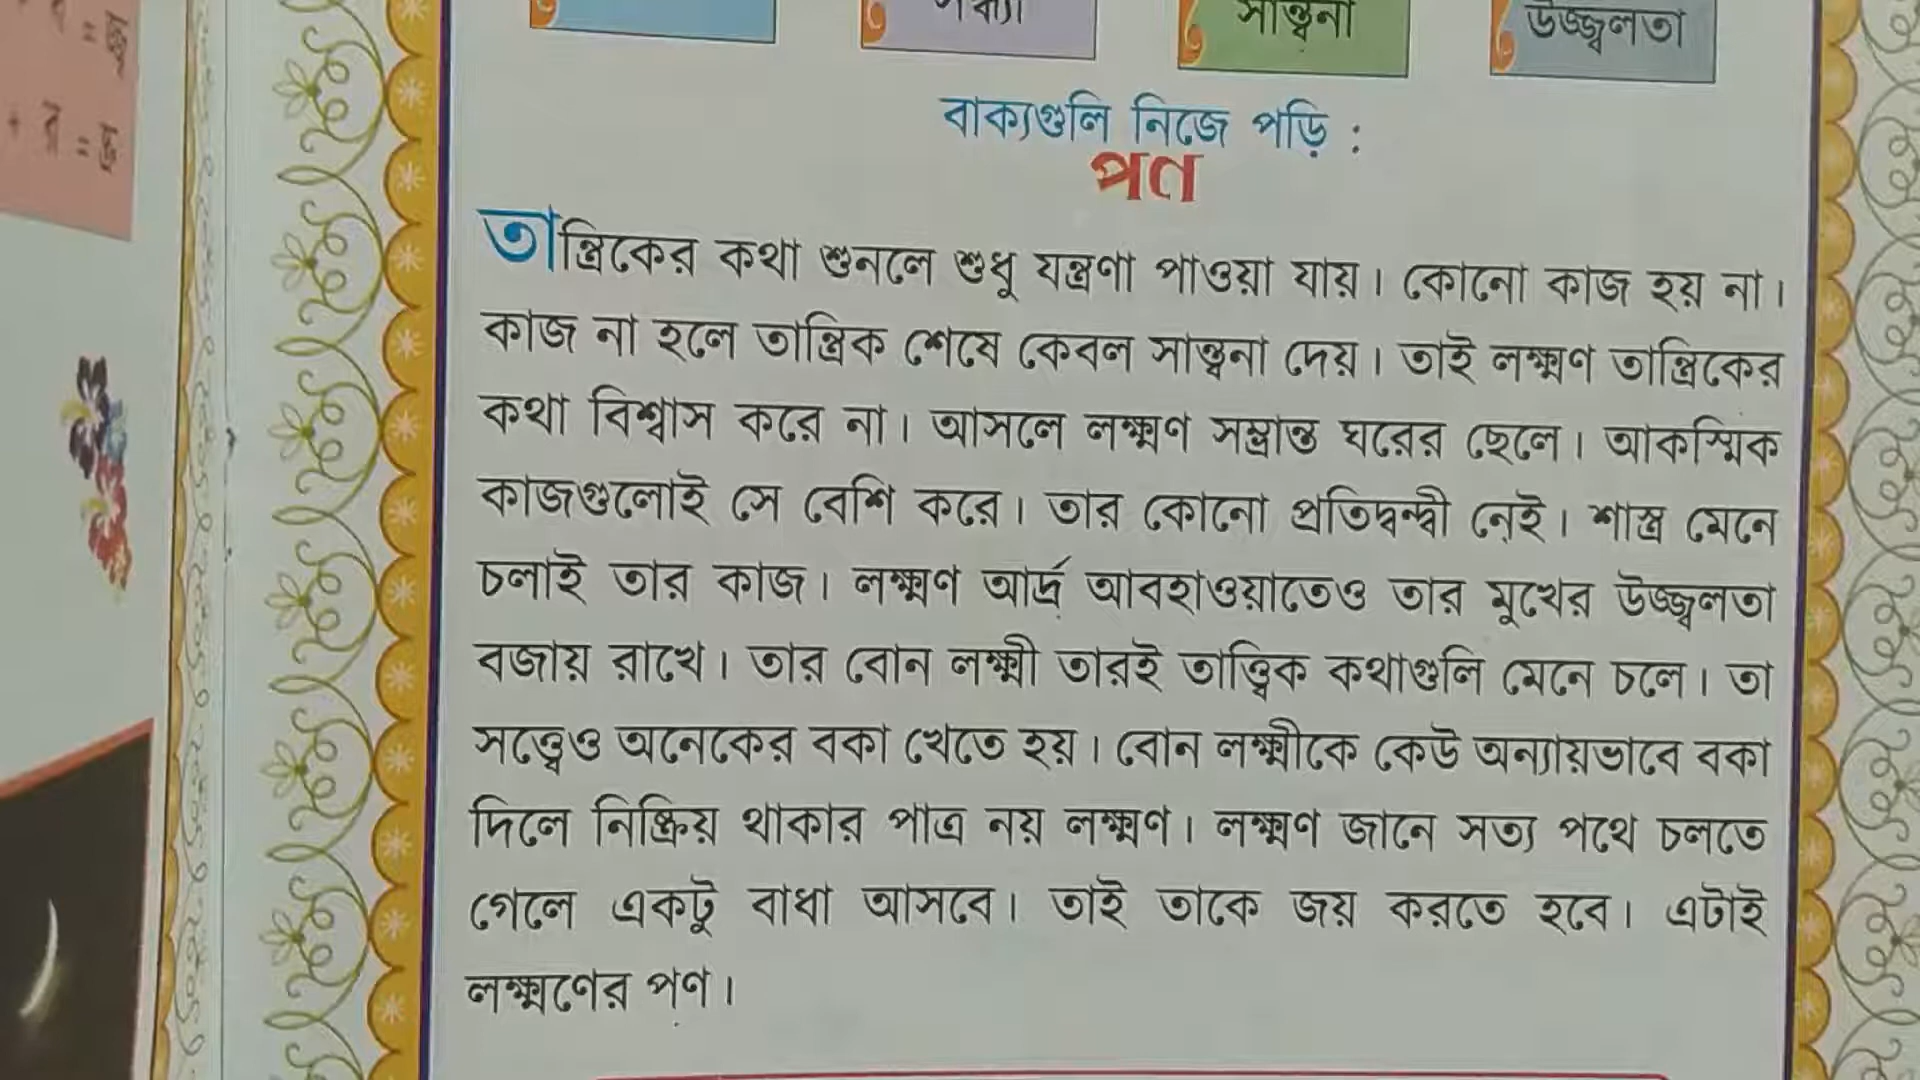 সান্ত্বনা
উজ্জ্বলতা
বাক্যগুলি নিজে পড়ি :
পণ
তান্ত্রিকের কথা শুনলে শুধু যন্ত্রণা পাওয়া যায়। কোনো কাজ হয় না।
কাজ না হলে তান্ত্রিক শেষে কেবল সান্ত্বনা দেয়। তাই লক্ষ্মণ তান্ত্রিকের
কথা বিশ্বাস করে না। আসলে লক্ষ্মণ সম্ভ্রান্ত ঘরের ছেলে। আকস্মিক
কাজগুলোই সে বেশি করে। তার কোনো প্রতিদ্বন্দ্বী নেই। শাস্ত্র মেনে
চলাই তার কাজ। লক্ষ্মণ আর্দ্র আবহাওয়াতেও তার মুখের উজ্জ্বলতা
বজায় রাখে। তার বোন লক্ষ্মী তারই তাত্ত্বিক কথাগুলি মেনে চলে। তা
সত্ত্বেও অনেকের বকা খেতে হয়। বোন লক্ষ্মীকে কেউ অন্যায়ভাবে বকা
দিলে নিষ্ক্রিয় থাকার পাত্র নয় লক্ষ্মণ। লক্ষ্মণ জানে সত্য পথে চলতে
গেলে একটু বাধা আসবে। তাই তাকে জয় করতে হবে। এটাই
লক্ষ্মণের পণ।